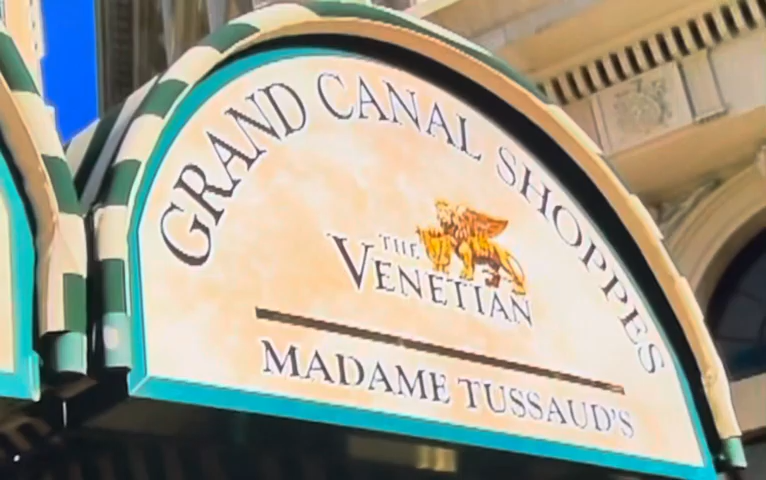 GRAND CANAL SHOPPES
THE
VENETIAN
MADAME TUSSAUD'S